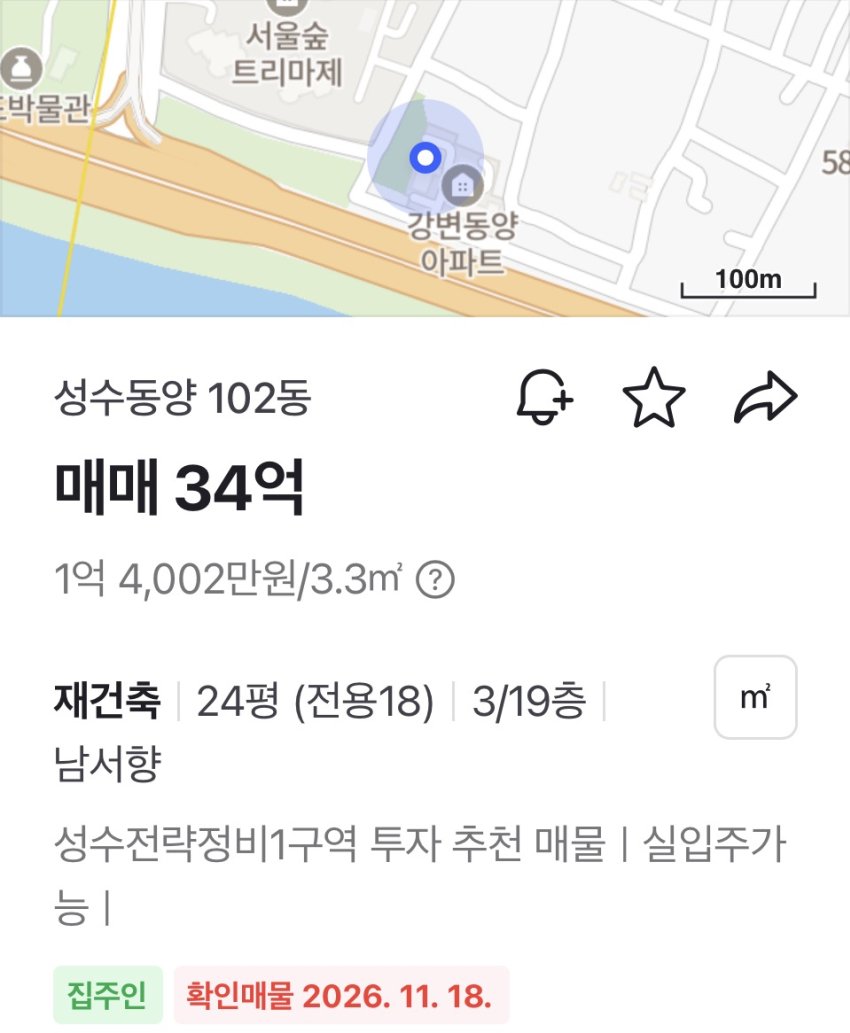 서울숲
트리마제
박물관
58
강변동양
아파트
100m
성수동양 102동
매매 34억
1억 4,002만원/3.3㎡ ?
재건축 | 24평 (전용18) | 3/19층 |
㎡
남서향
성수전략정비1구역 투자 추천 매물 | 실입주가
능 |
집주인 확인매물 2026. 11. 18.